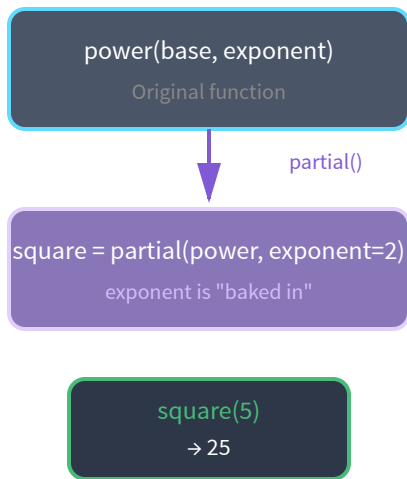 power(base, exponent)
Original function
partial()
square = partial(power, exponent=2)
exponent is "baked in"
square(5)
→ 25